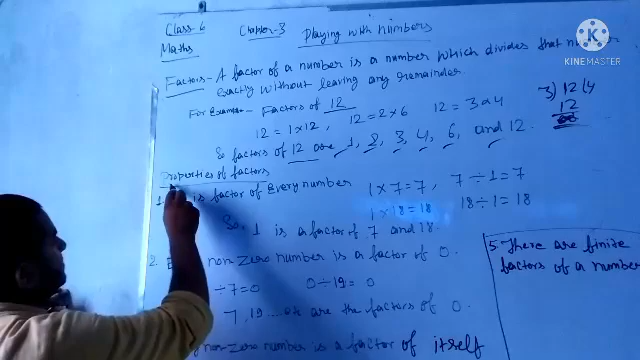 Class 6 Chapter-3 Playing with numbers
Maths
Factors - A factor of a number is a number which divides that number
exactly without leaving any remainder.
For Example - Factors of 12
12 = 1×12, 12 = 2×6 12 = 3×4
3) 12 (4
12
So factors of 12 are 1, 2, 3, 4, 6, and 12.
Properties of factors
1. is factor of every number 1×7=7, 7÷1=7
1×18=18 18÷1=18
So, 1 is a factor of 7 and 18.
2. non-zero number is a factor of 0.
÷7=0 0÷19=0
7, 19 .... are the factors of 0.
non-zero number is a factor of itself
5. There are finite
factors of a number
KINEMASTER